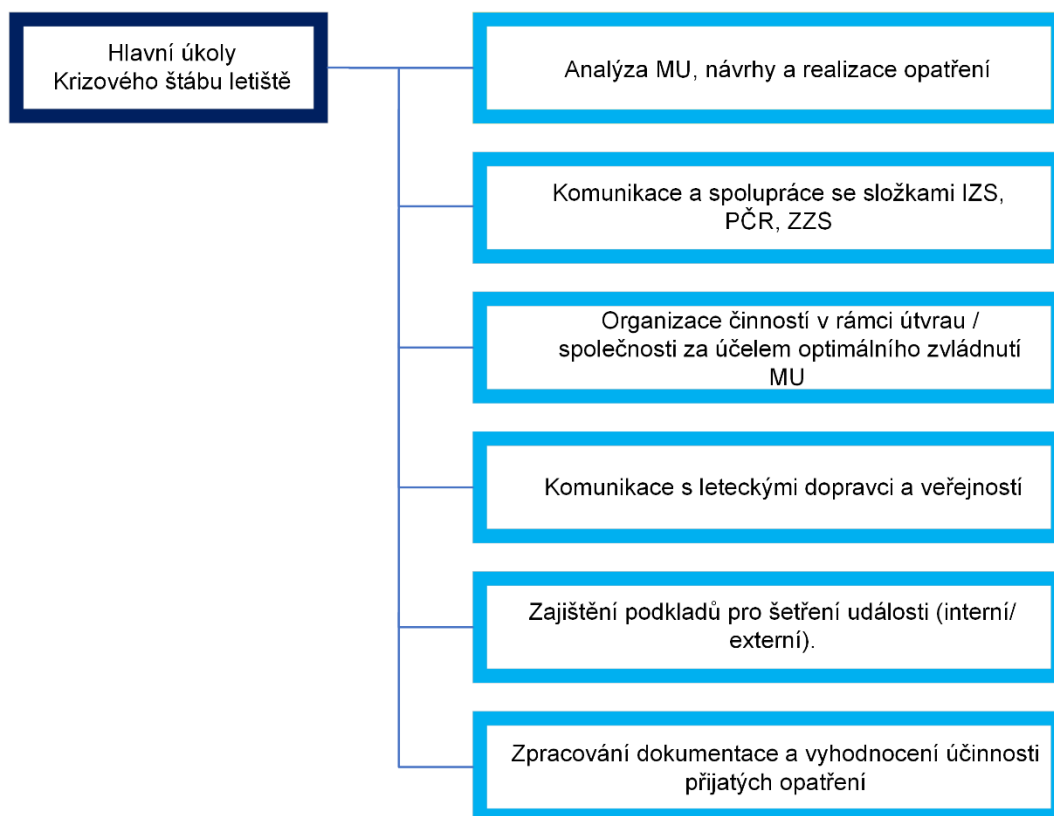 Hlavní úkoly
Krizového štábu letiště
Analýza MU, návrhy a realizace opatření
Komunikace a spolupráce se složkami IZS,
PČR, ZZS
Organizace činností v rámci útvrau /
společnosti za účelem optimálního zvládnutí
MU
Komunikace s leteckými dopravci a veřejností
Zajištění podkladů pro šetření události (interní/
externí).
Zpracování dokumentace a vyhodnocení účinnosti
přijatých opatření